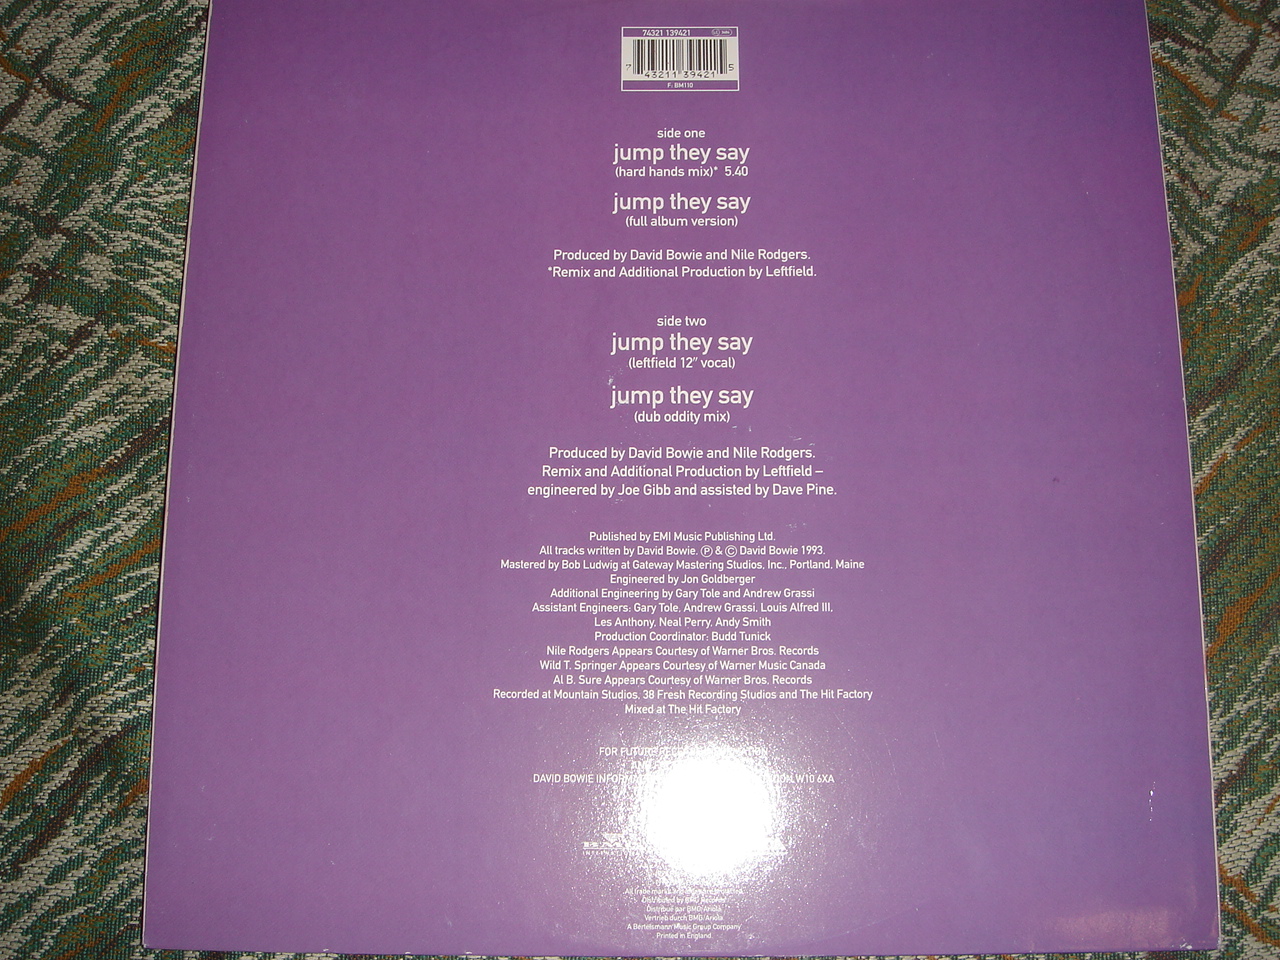 74321 139421
7 43211 39421 5
F: BM110
side one
jump they say
(hard hands mix)* 5.40
jump they say
(full album version)
Produced by David Bowie and Nile Rodgers.
*Remix and Additional Production by Leftfield.
side two
jump they say
(leftfield 12" vocal)
jump they say
(dub oddity mix)
Produced by David Bowie and Nile Rodgers.
Remix and Additional Production by Leftfield –
engineered by Joe Gibb and assisted by Dave Pine.
Published by EMI Music Publishing Ltd.
All tracks written by David Bowie. Ⓟ & © David Bowie 1993.
Mastered by Bob Ludwig at Gateway Mastering Studios, Inc., Portland, Maine
Engineered by Jon Goldberger
Additional Engineering by Gary Tole and Andrew Grassi
Assistant Engineers: Gary Tole, Andrew Grassi, Louis Alfred III,
Les Anthony, Neal Perry, Andy Smith
Production Coordinator: Budd Tunick
Nile Rodgers Appears Courtesy of Warner Bros. Records
Wild T. Springer Appears Courtesy of Warner Music Canada
Al B. Sure Appears Courtesy of Warner Bros. Records
Recorded at Mountain Studios, 38 Fresh Recording Studios and The Hit Factory
Mixed at The Hit Factory
FOR FUTURE
DAVID BOWIE W10 6XA
All trade marks
Distributed by BMG Records
Distribué par BMG/Ariola
Vertrieb durch BMG/Ariola
A Bertelsmann Music Group Company
Printed in England.